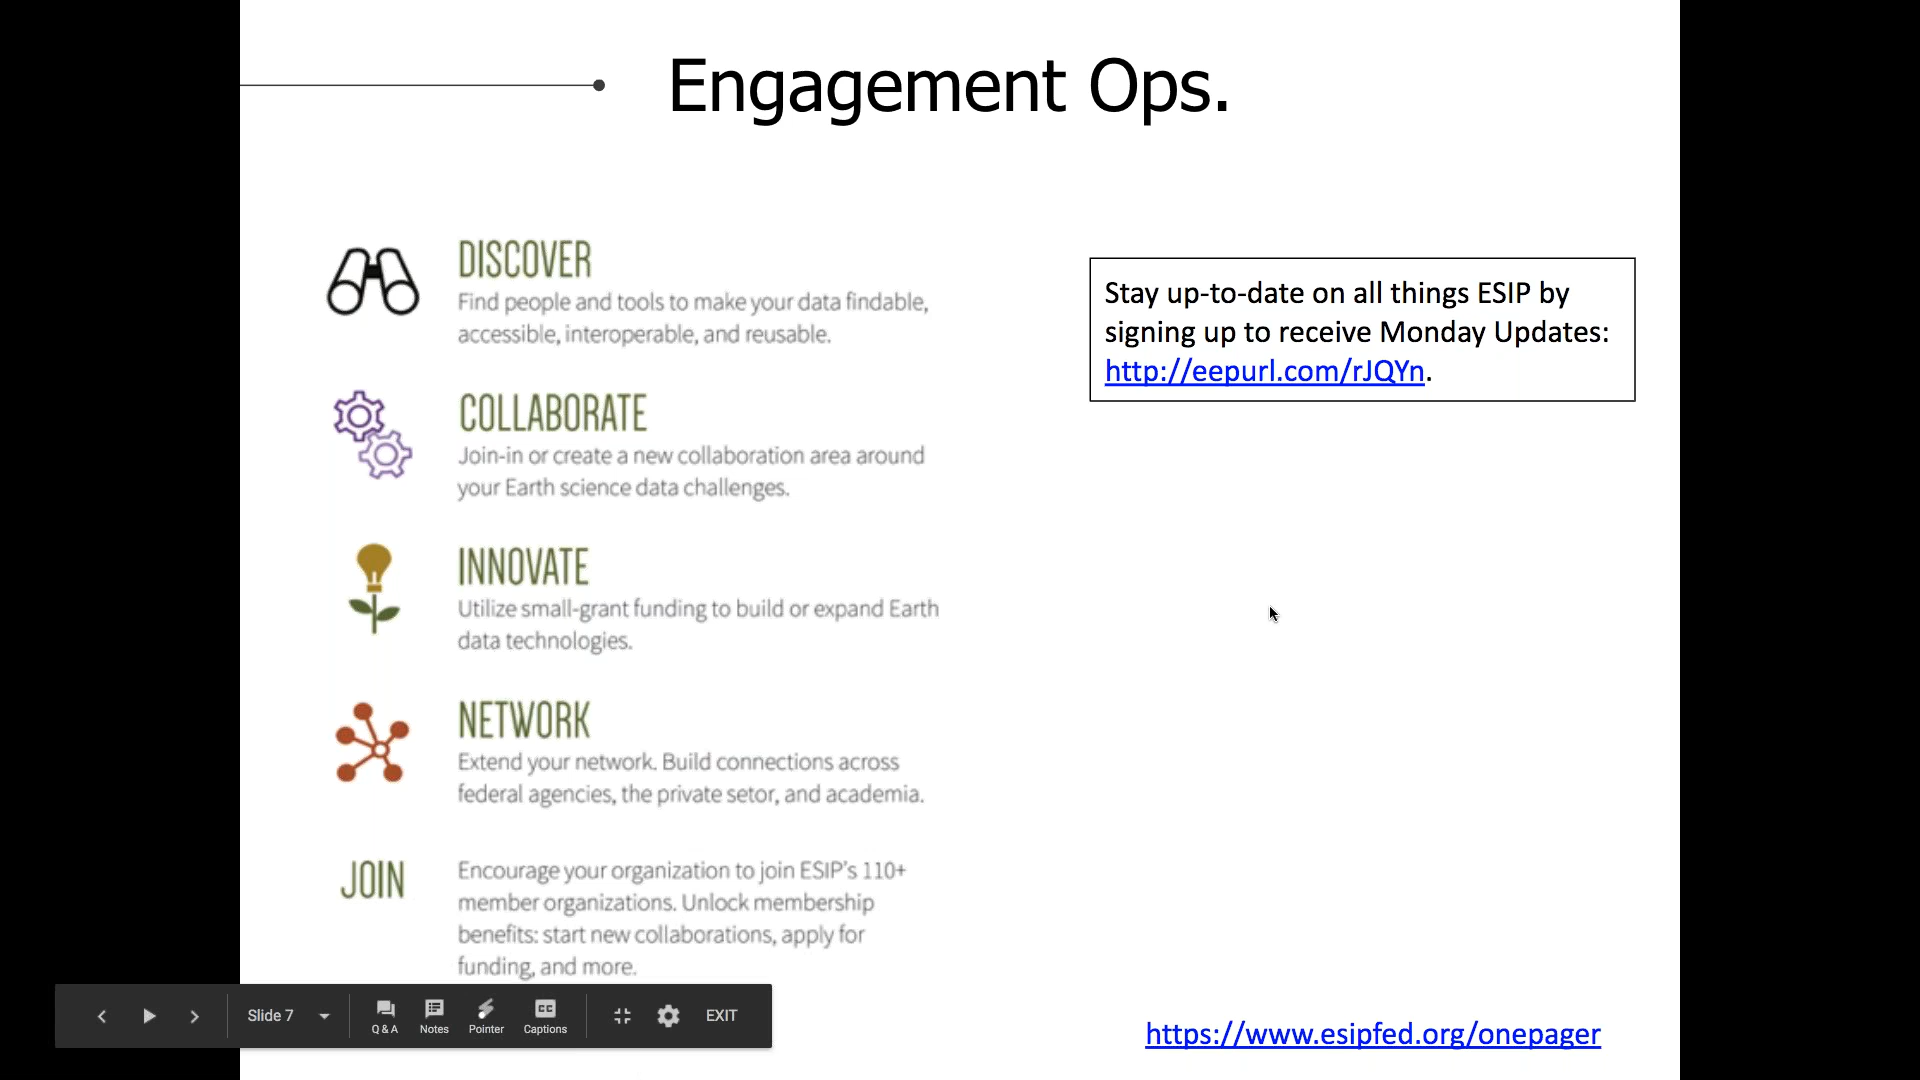 Engagement Ops.
DISCOVER
Find people and tools to make your data findable,
accessible, interoperable, and reusable.
COLLABORATE
Join-in or create a new collaboration area around
your Earth science data challenges.
INNOVATE
Utilize small-grant funding to build or expand Earth
data technologies.
NETWORK
Extend your network. Build connections across
federal agencies, the private setor, and academia.
JOIN
Encourage your organization to join ESIP's 110+
member organizations. Unlock membership
benefits: start new collaborations, apply for
funding, and more.
Stay up-to-date on all things ESIP by
signing up to receive Monday Updates:
http://eepurl.com/rJQYn.
https://www.esipfed.org/onepager
Slide 7
Q & A
Notes
Pointer
CC
Captions
EXIT